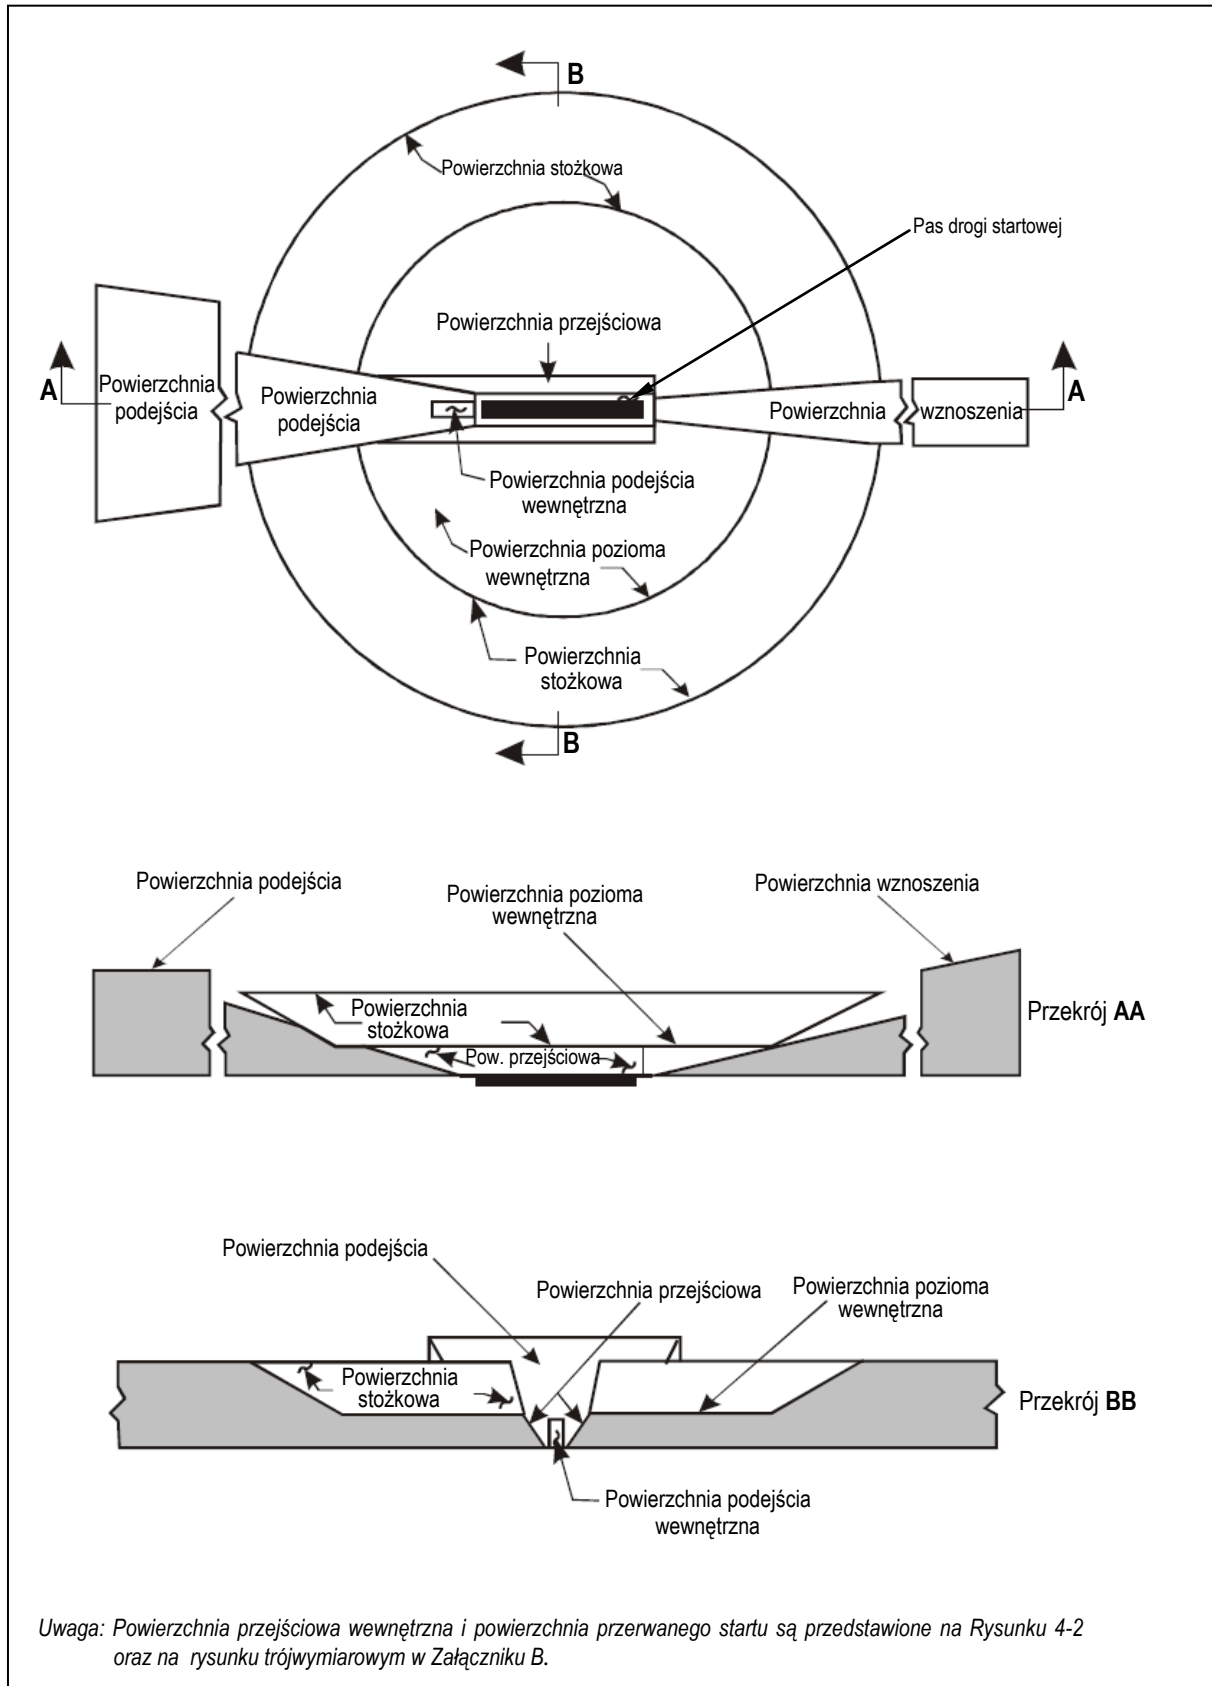 B
Powierzchnia stożkowa
Pas drogi startowej
Powierzchnia przejściowa
A
Powierzchnia
podejścia
Powierzchnia
podejścia
Powierzchnia
wznoszenia
A
Powierzchnia podejścia
wewnętrzna
Powierzchnia pozioma
wewnętrzna
Powierzchnia
stożkowa
B
Powierzchnia podejścia
Powierzchnia pozioma
wewnętrzna
Powierzchnia wznoszenia
Powierzchnia
stożkowa
Pow. przejściowa
Przekrój AA
Powierzchnia podejścia
Powierzchnia przejściowa
Powierzchnia pozioma
wewnętrzna
Powierzchnia
stożkowa
Przekrój BB
Powierzchnia podejścia
wewnętrzna
Uwaga: Powierzchnia przejściowa wewnętrzna i powierzchnia przerwanego startu są przedstawione na Rysunku 4-2
oraz na rysunku trójwymiarowym w Załączniku B.